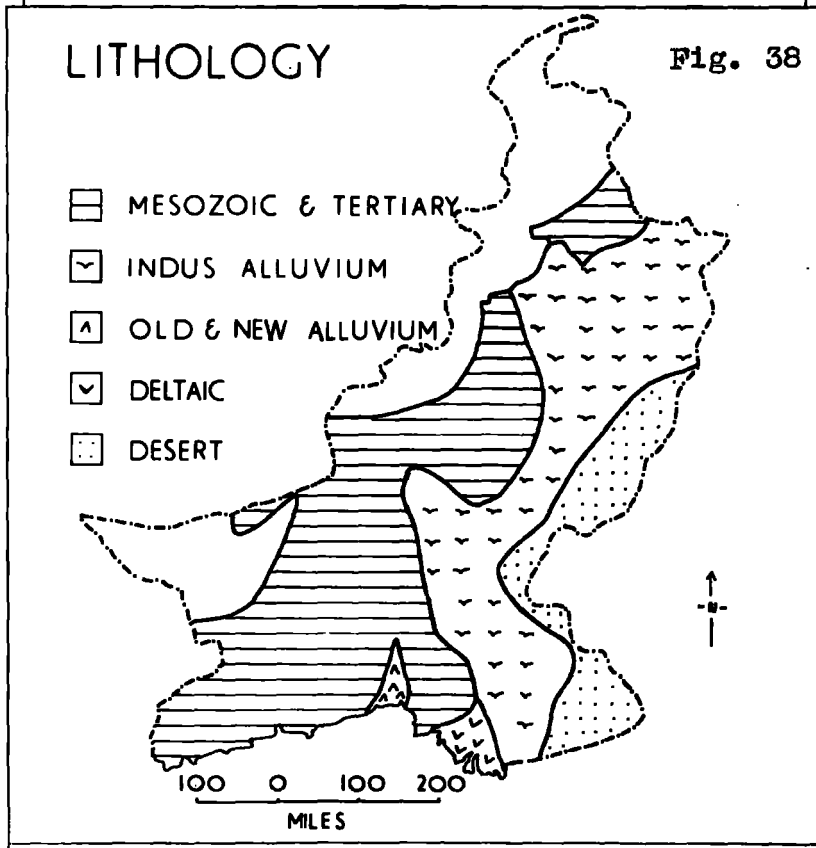 LITHOLOGY
Fig. 38
MESOZOIC & TERTIARY
INDUS ALLUVIUM
OLD & NEW ALLUVIUM
DELTAIC
DESERT
N
100 0 100 200
MILES